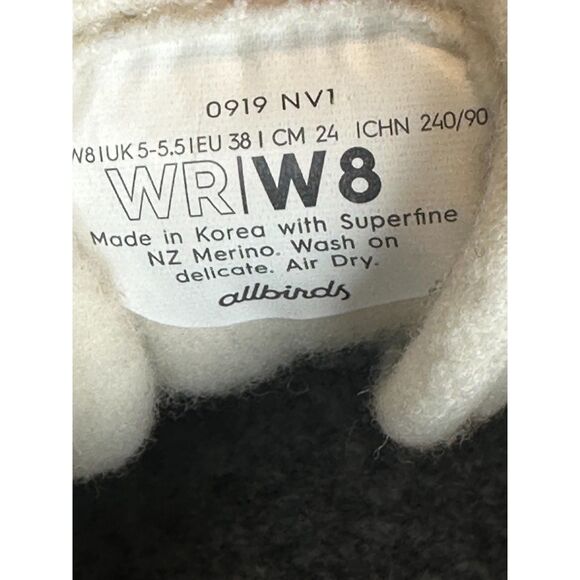 0919 NV1
W8 | UK 5-5.5 | EU 38 | CM 24 | CHN 240/90
WR|W8
Made in Korea with Superfine
NZ Merino. Wash on
delicate. Air Dry.
allbirds